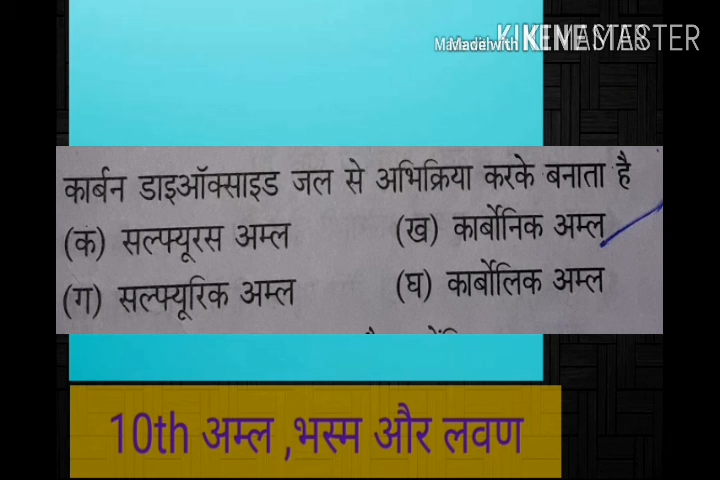 Made with KINEMASTER
कार्बन डाइऑक्साइड जल से अभिक्रिया करके बनाता है
(क) सल्फ्यूरस अम्ल (ख) कार्बोनिक अम्ल
(ग) सल्फ्यूरिक अम्ल (घ) कार्बोलिक अम्ल
10th अम्ल ,भस्म और लवण